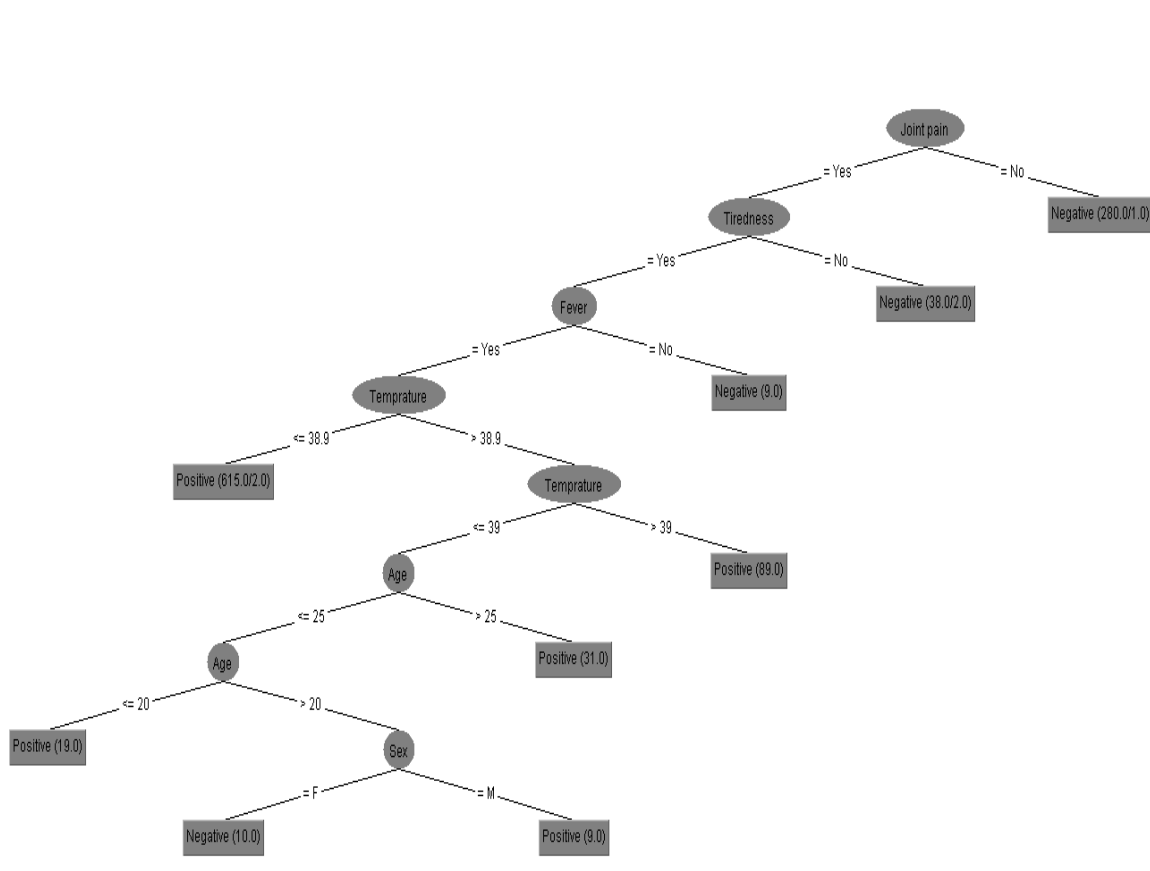 Joint pain
= Yes
= No
Tiredness
Negative (280.0/1.0)
= Yes
= No
Fever
Negative (38.0/2.0)
= Yes
= No
Temprature
Negative (9.0)
<= 38.9
> 38.9
Positive (615.0/2.0)
Temprature
<= 39
> 39
Age
Positive (89.0)
<= 25
> 25
Age
Positive (31.0)
<= 20
> 20
Positive (19.0)
Sex
= F
= M
Negative (10.0)
Positive (9.0)